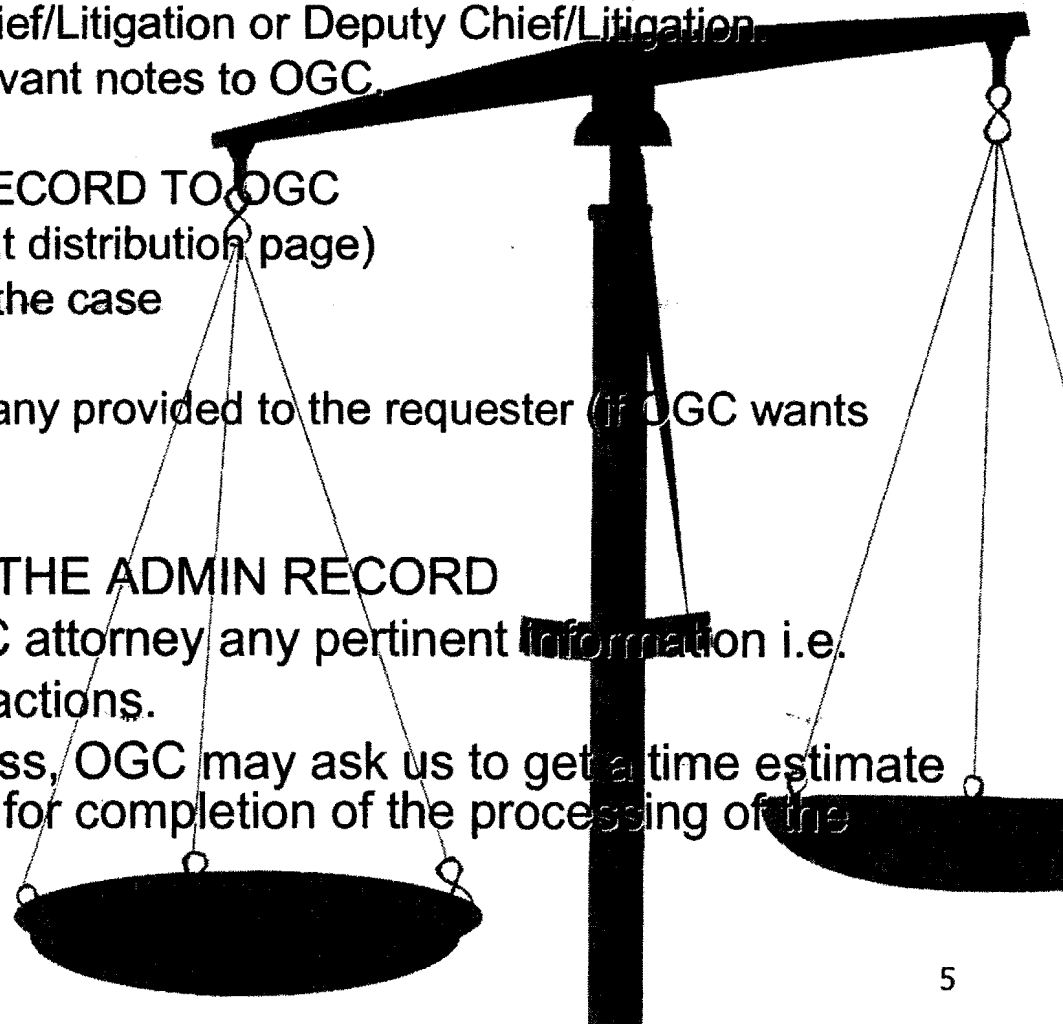 ief/Litigation or Deputy Chief/Litigation.
vant notes to OGC.
ECORD TO OGC
t distribution page)
the case
any provided to the requester (if OGC wants
THE ADMIN RECORD
C attorney any pertinent information i.e.
actions.
ss, OGC may ask us to get a time estimate
for completion of the processing of the
5